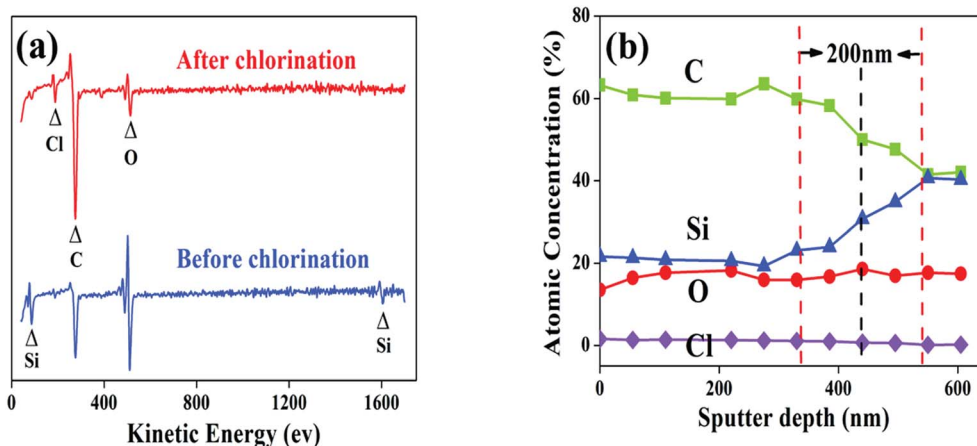 (a)
After chlorination
Δ
Cl
Δ
O
Δ
C
Before chlorination
Δ
Si
Δ
Si
0 400 800 1200 1600
Kinetic Energy (ev)
(b)
Atomic Concentration (%)
80
60
40
20
0
C
200nm
Si
O
Cl
0 200 400 600
Sputter depth (nm)